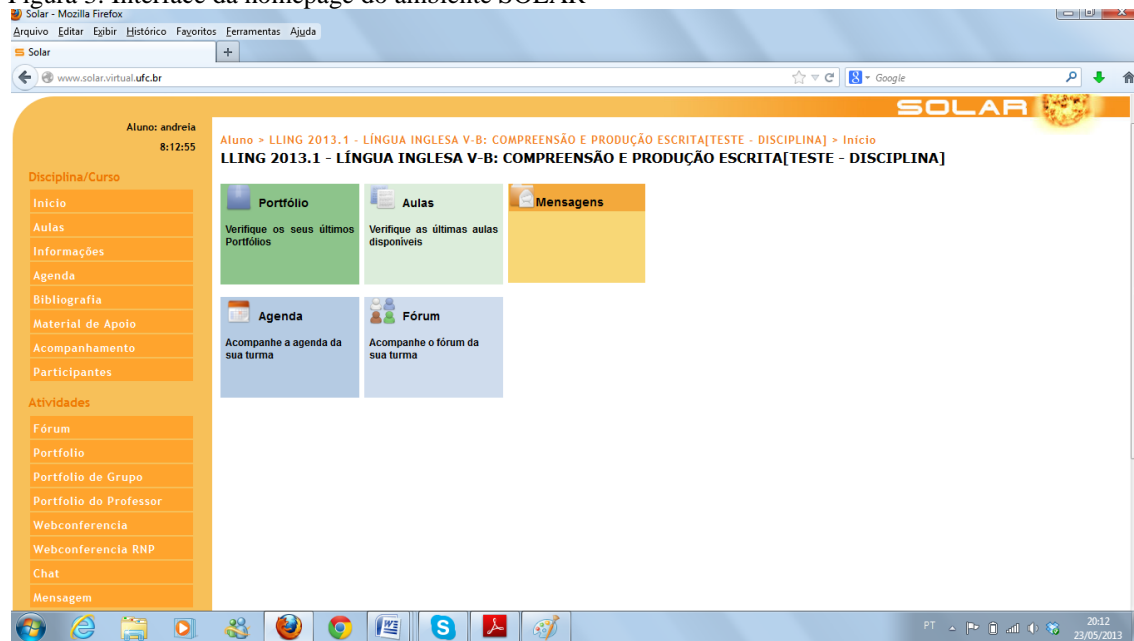 Figura 3: Interface da homepage do ambiente SOLAR
Solar - Mozilla Firefox
Arquivo Editar Exibir Histórico Favoritos Ferramentas Ajuda
Solar
www.solar.virtual.ufc.br
Google
SOLAR
Aluno: andreia
8:12:55
Aluno > LLING 2013.1 - LÍNGUA INGLESA V-B: COMPREENSÃO E PRODUÇÃO ESCRITA[TESTE - DISCIPLINA] > Início
LLING 2013.1 - LÍNGUA INGLESA V-B: COMPREENSÃO E PRODUÇÃO ESCRITA[TESTE - DISCIPLINA]
Disciplina/Curso
Início
Aulas
Informações
Agenda
Bibliografia
Material de Apoio
Acompanhamento
Participantes
Atividades
Fórum
Portfolio
Portfolio de Grupo
Portfolio do Professor
Webconferencia
Webconferencia RNP
Chat
Mensagem
Portfólio
Verifique os seus últimos
Portfólios
Aulas
Verifique as últimas aulas
disponíveis
Mensagens
Agenda
Acompanhe a agenda da
sua turma
Fórum
Acompanhe o fórum da
sua turma
PT
20:12
23/05/2013